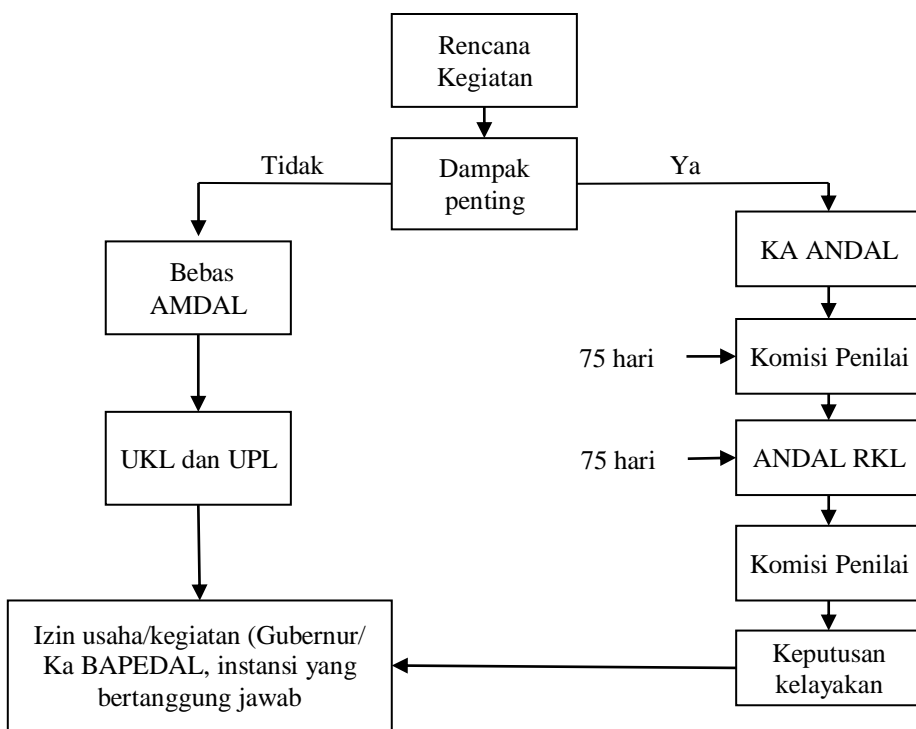 Rencana
Kegiatan
Tidak
Dampak
penting
Ya
Bebas
AMDAL
KA ANDAL
75 hari
Komisi Penilai
UKL dan UPL
75 hari
ANDAL RKL
Komisi Penilai
Izin usaha/kegiatan (Gubernur/
Ka BAPEDAL, instansi yang
bertanggung jawab
Keputusan
kelayakan